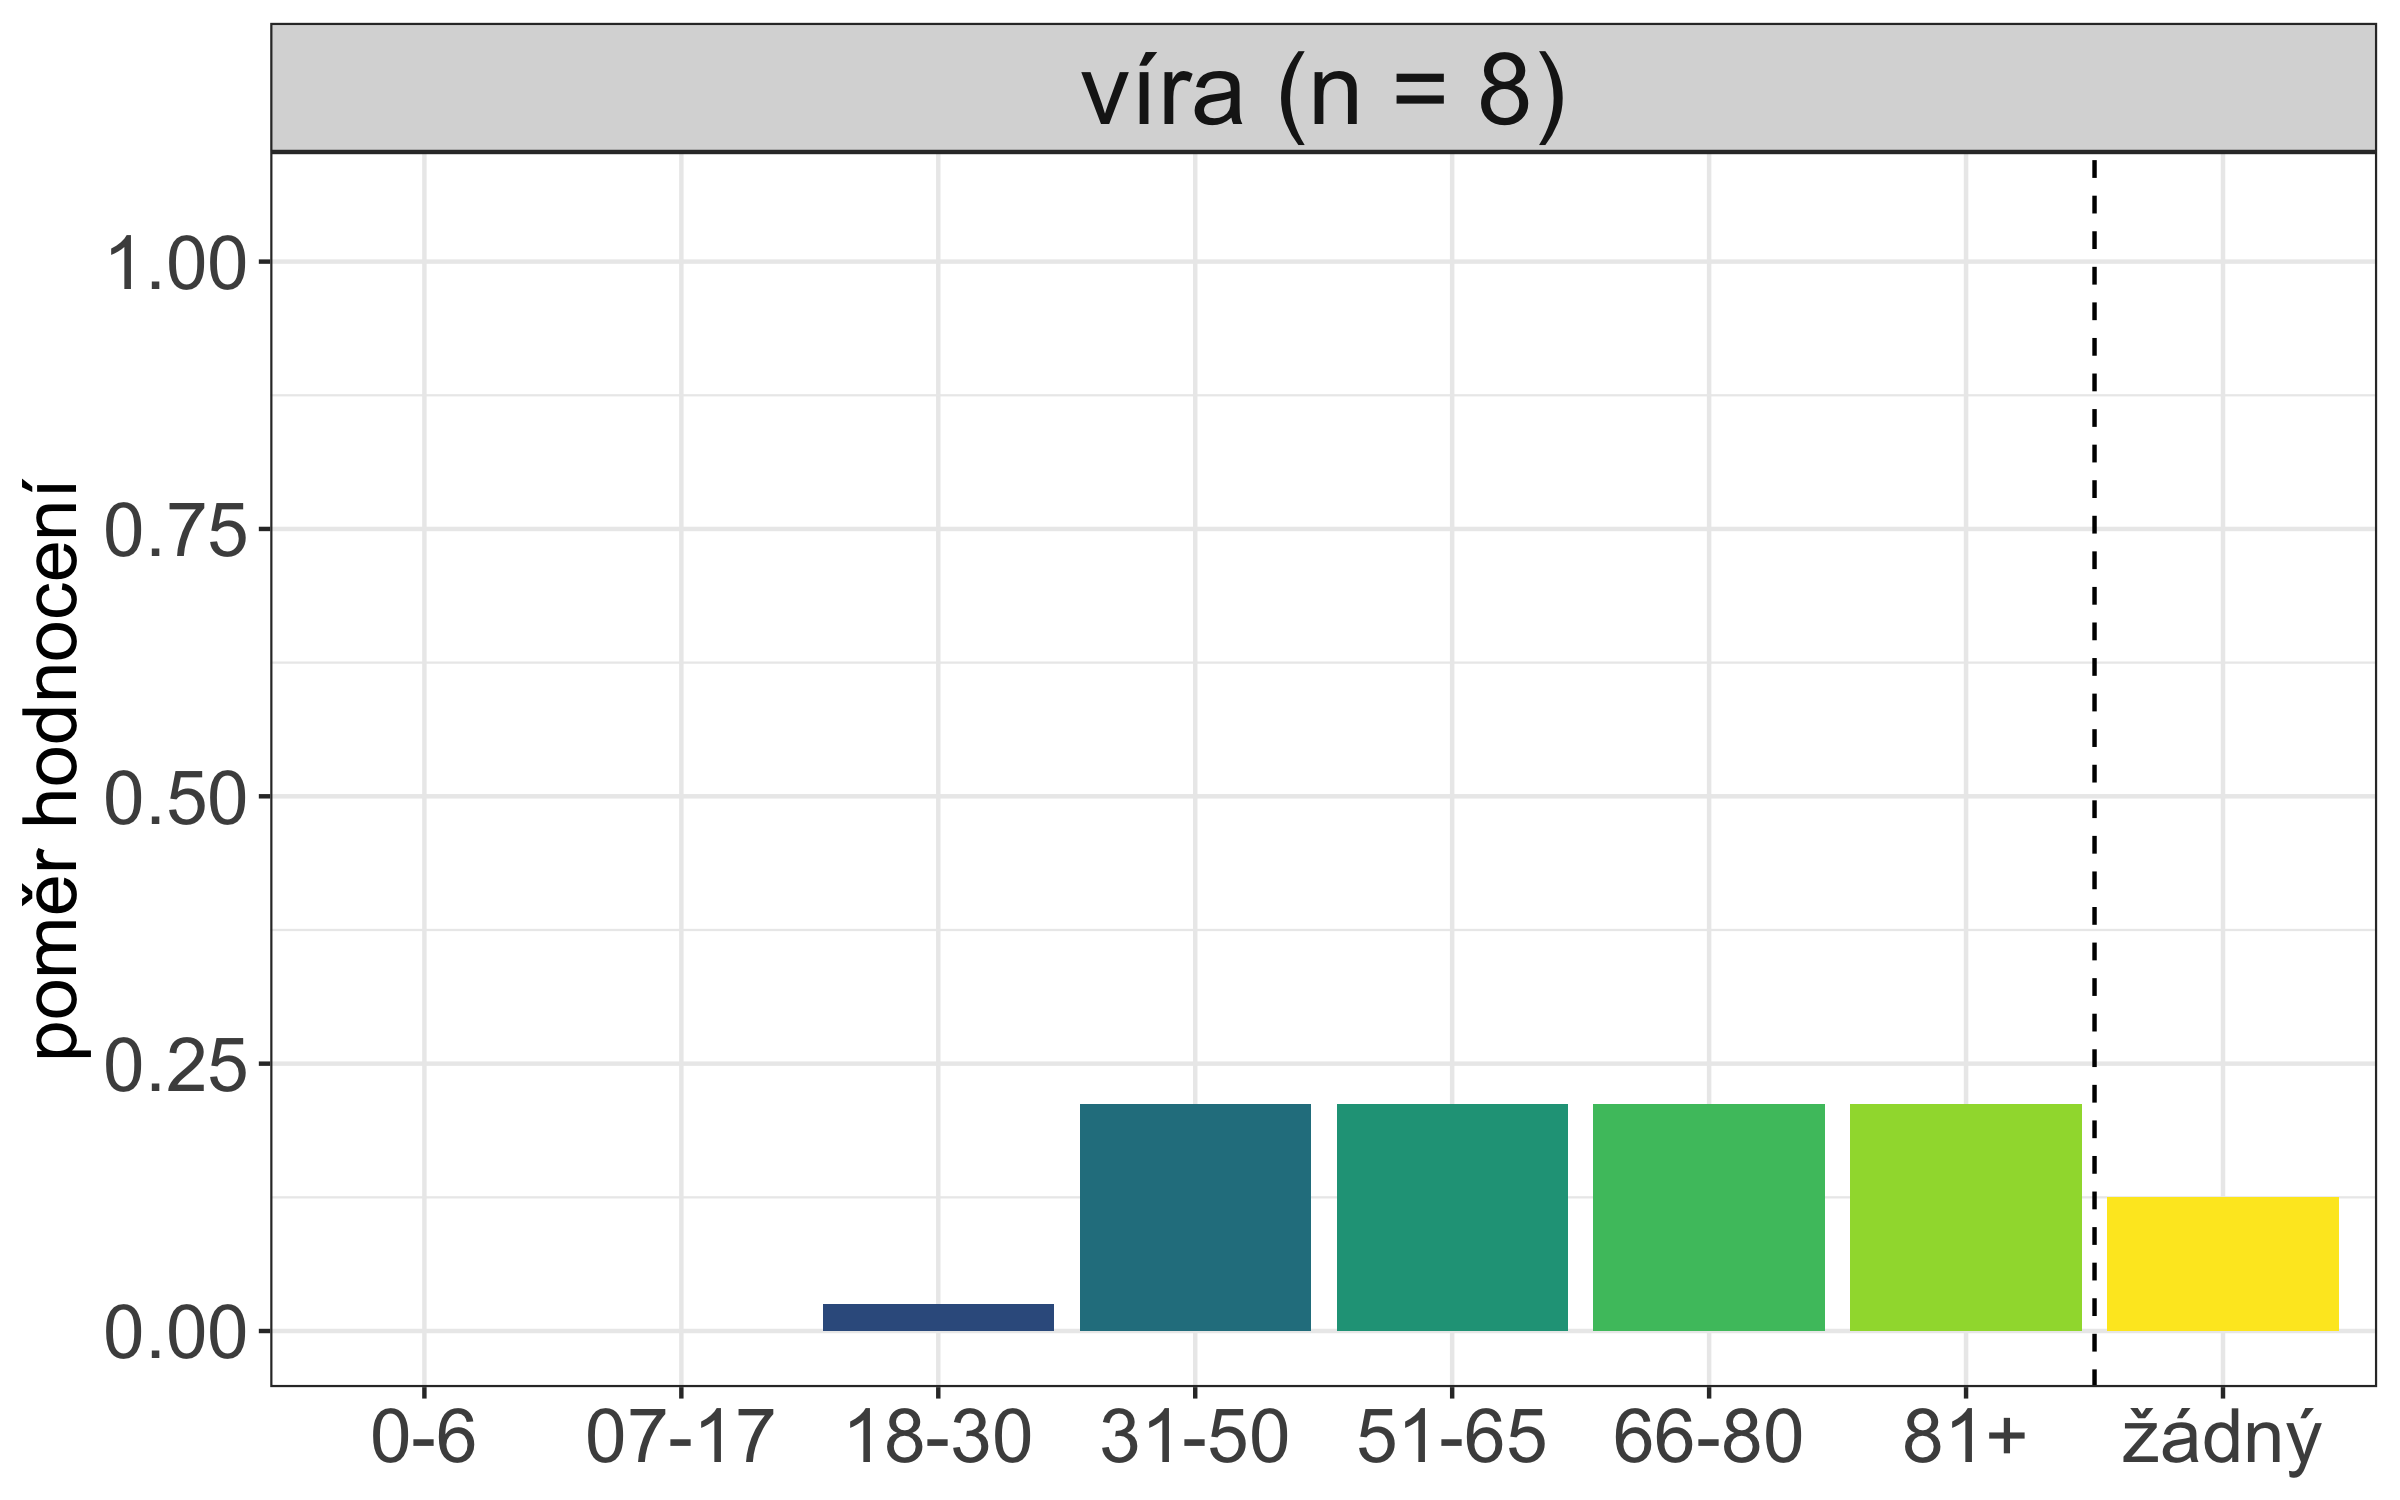 víra (n = 8)
poměr hodnocení
1.00
0.75
0.50
0.25
0.00
0-6 07-17 18-30 31-50 51-65 66-80 81+ žádný